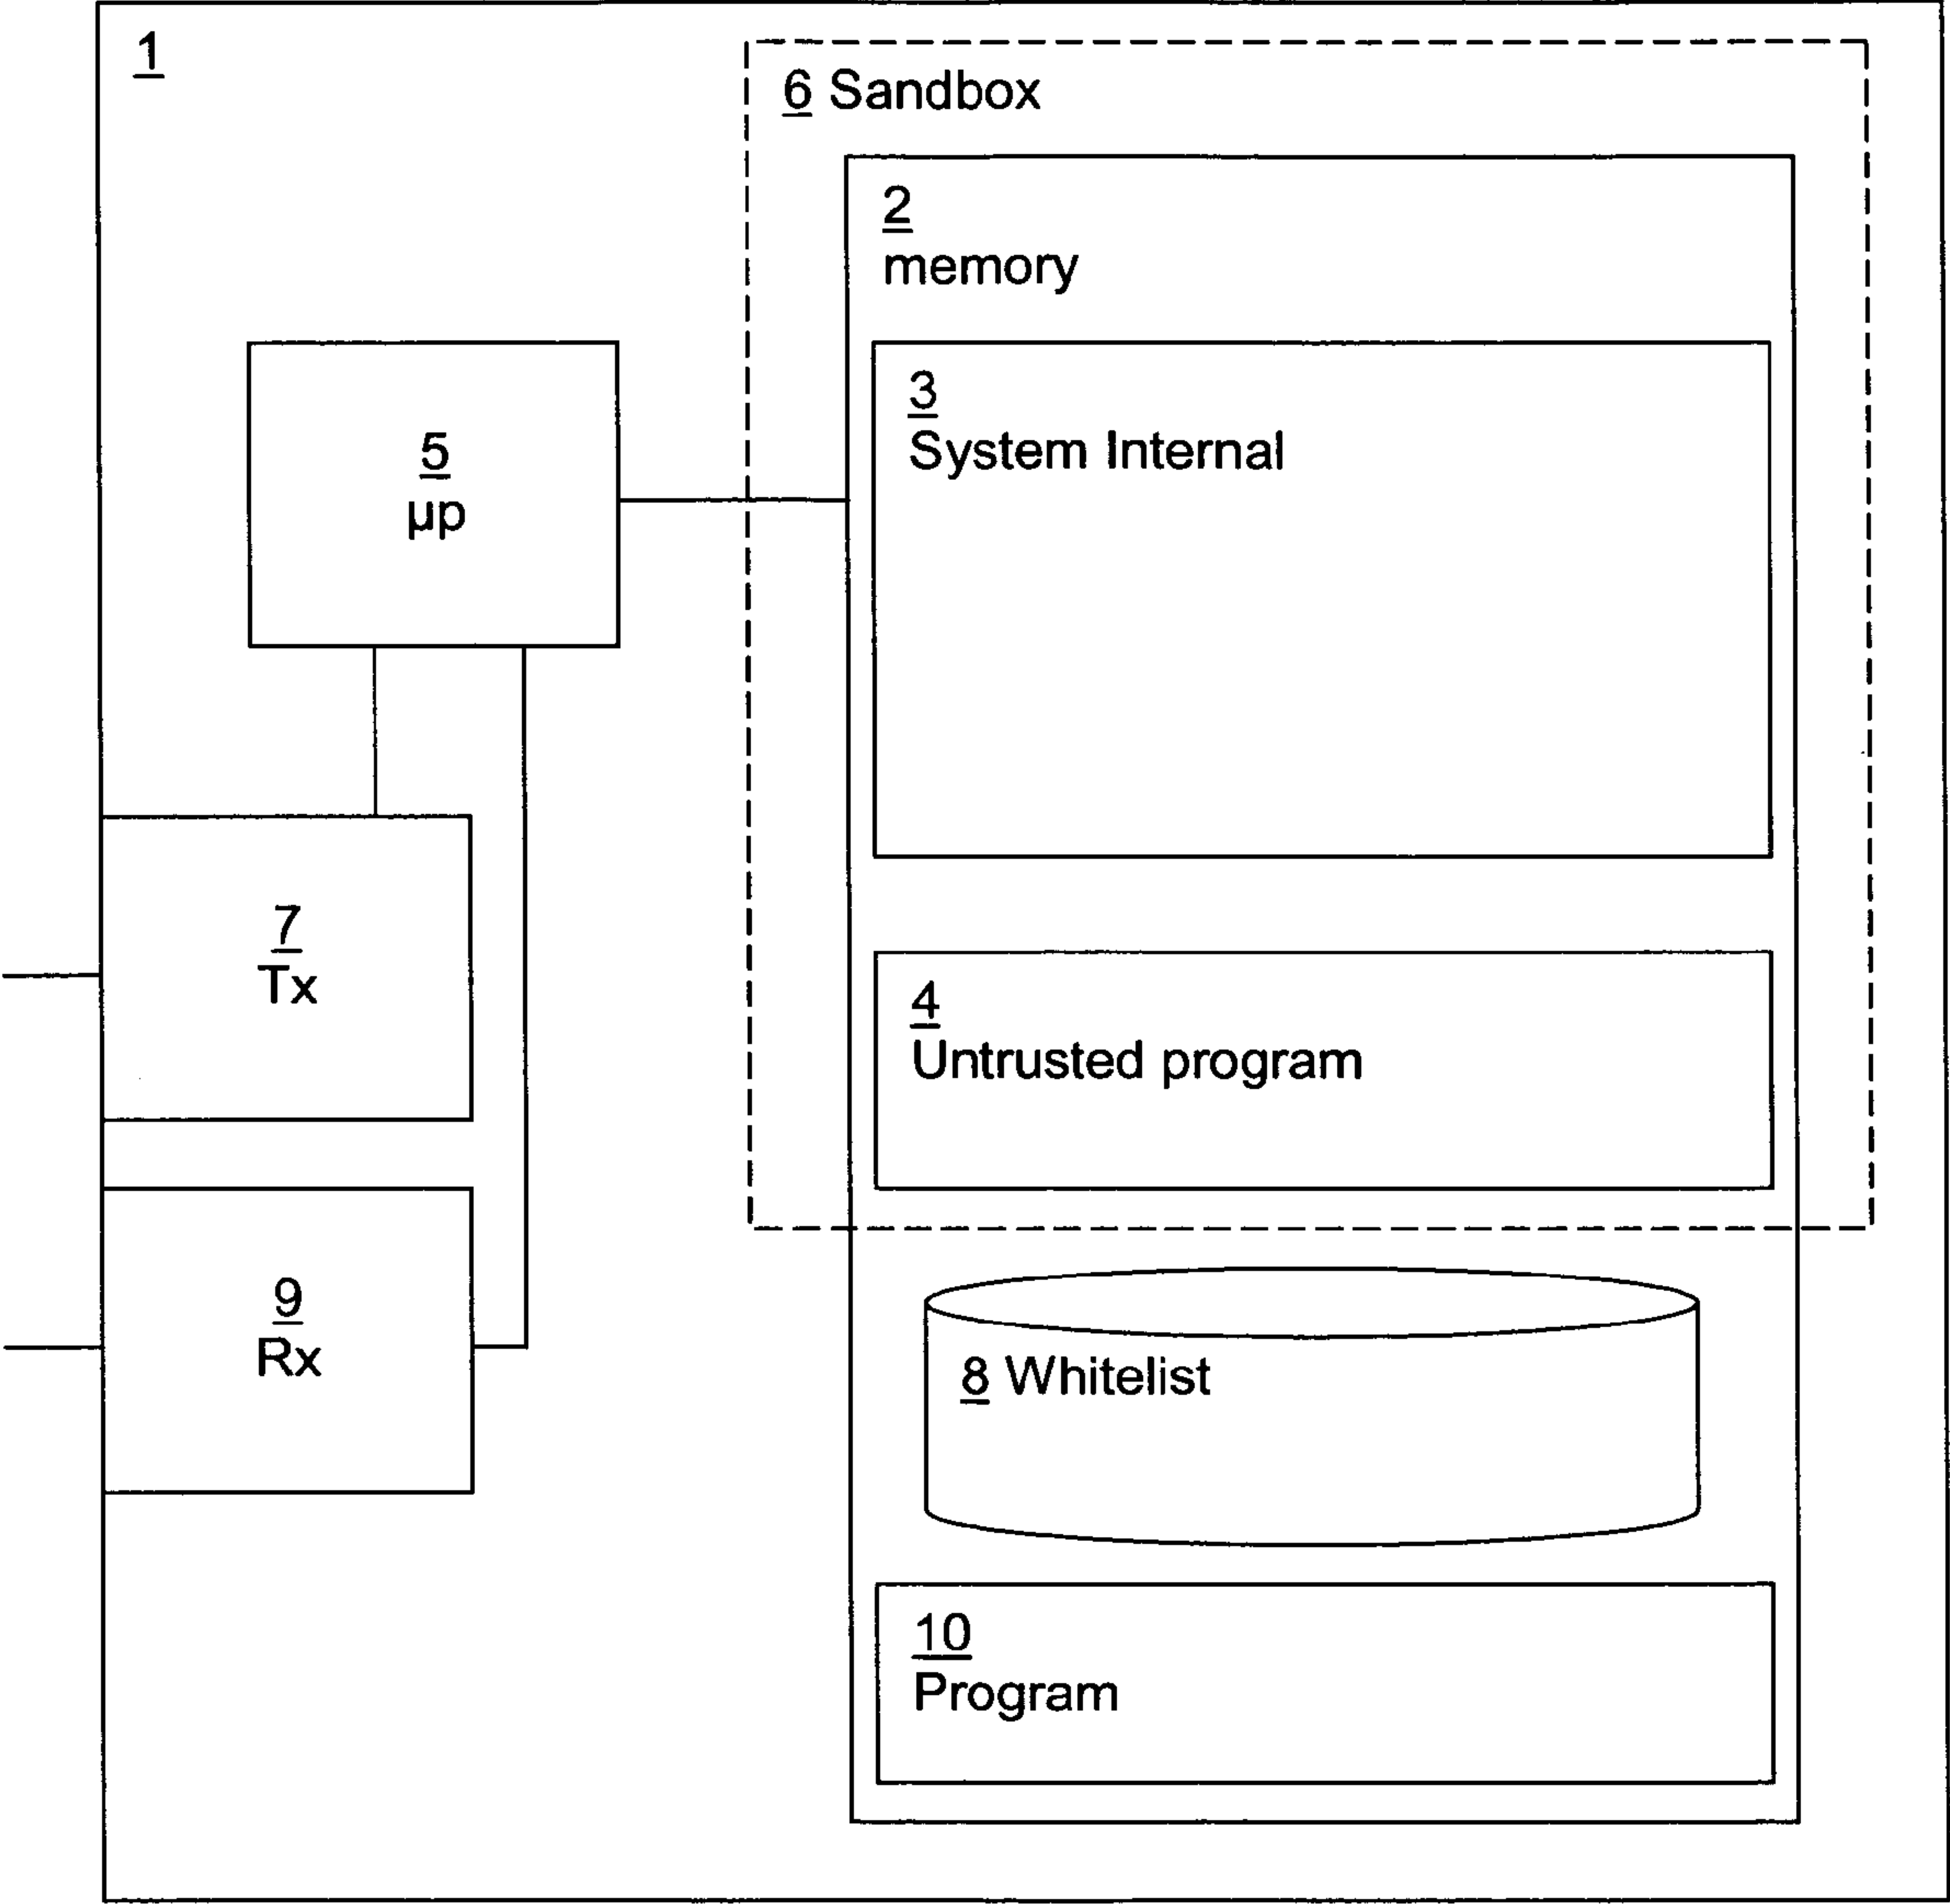 1
6 Sandbox
2
memory
3
System Internal
5
µp
7
Tx
4
Untrusted program
9
Rx
8 Whitelist
10
Program